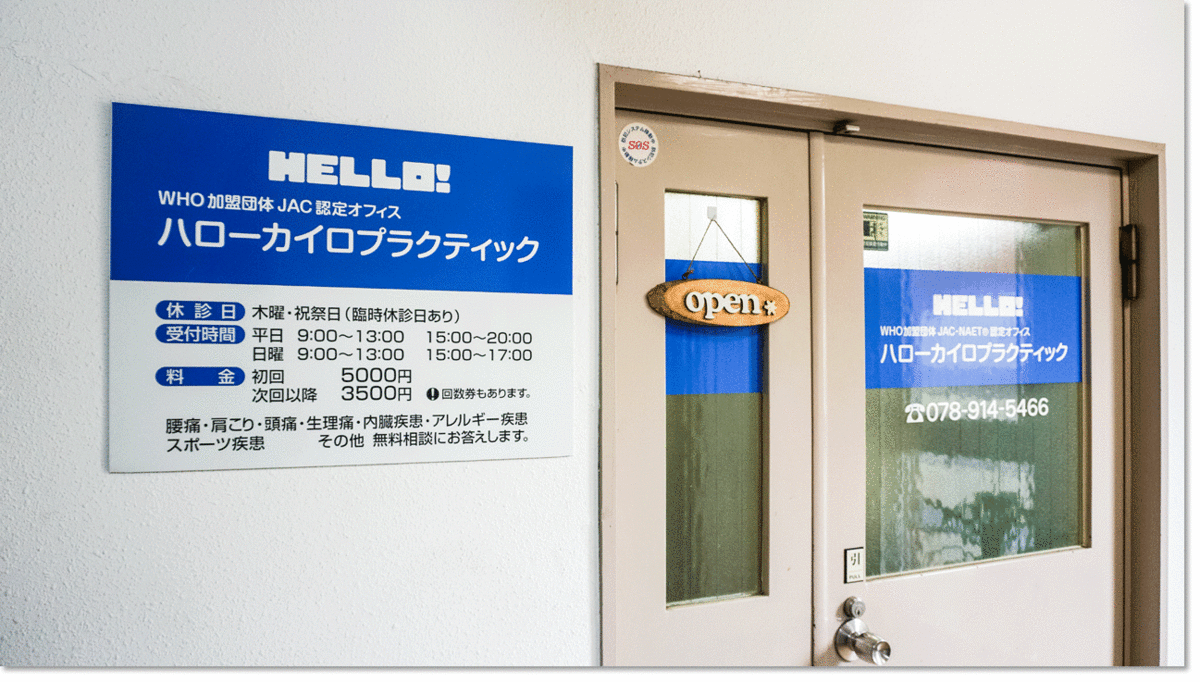 HELLO!
WHO加盟団体 JAC 認定オフィス
ハローカイロプラクティック
休診日 木曜・祝祭日(臨時休診日あり)
受付時間 平日 9:00～13:00 15:00～20:00
日曜 9:00～13:00 15:00～17:00
料金 初回 5000円
次回以降 3500円 ❶回数券もあります。
腰痛・肩こり・頭痛・生理痛・内臓疾患・アレルギー疾患
スポーツ疾患 その他 無料相談にお答えします。
SOS
open*
HELLO!
WHO加盟団体 JAC-NAET® 認定オフィス
ハローカイロプラクティック
☎078-914-5466
引
PULL